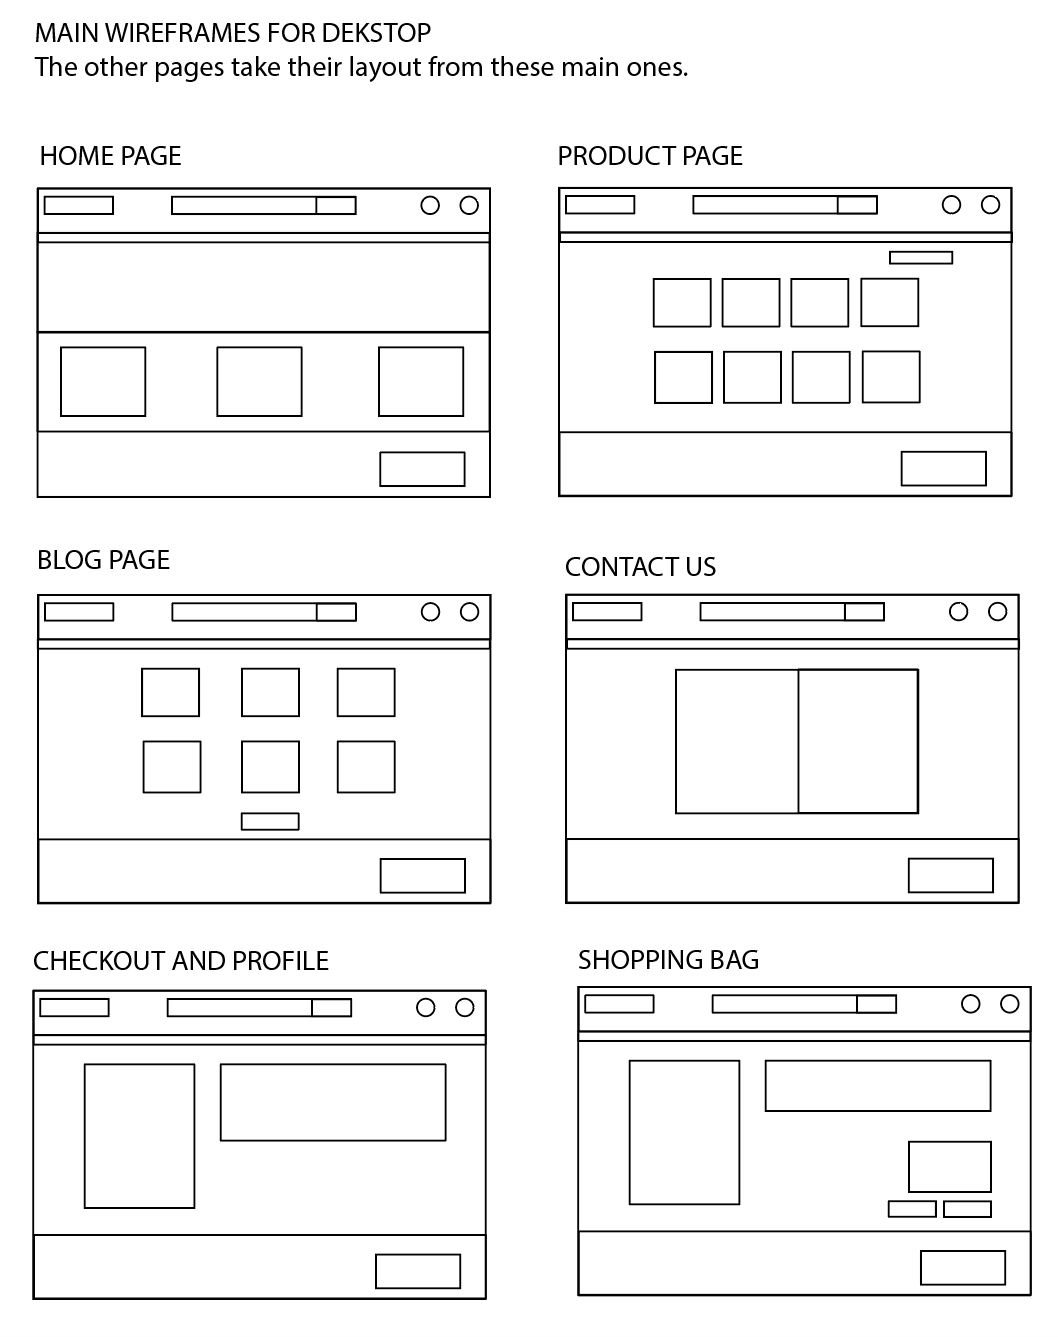 MAIN WIREFRAMES FOR DEKSTOP
The other pages take their layout from these main ones.
HOME PAGE
PRODUCT PAGE
BLOG PAGE
CONTACT US
CHECKOUT AND PROFILE
SHOPPING BAG